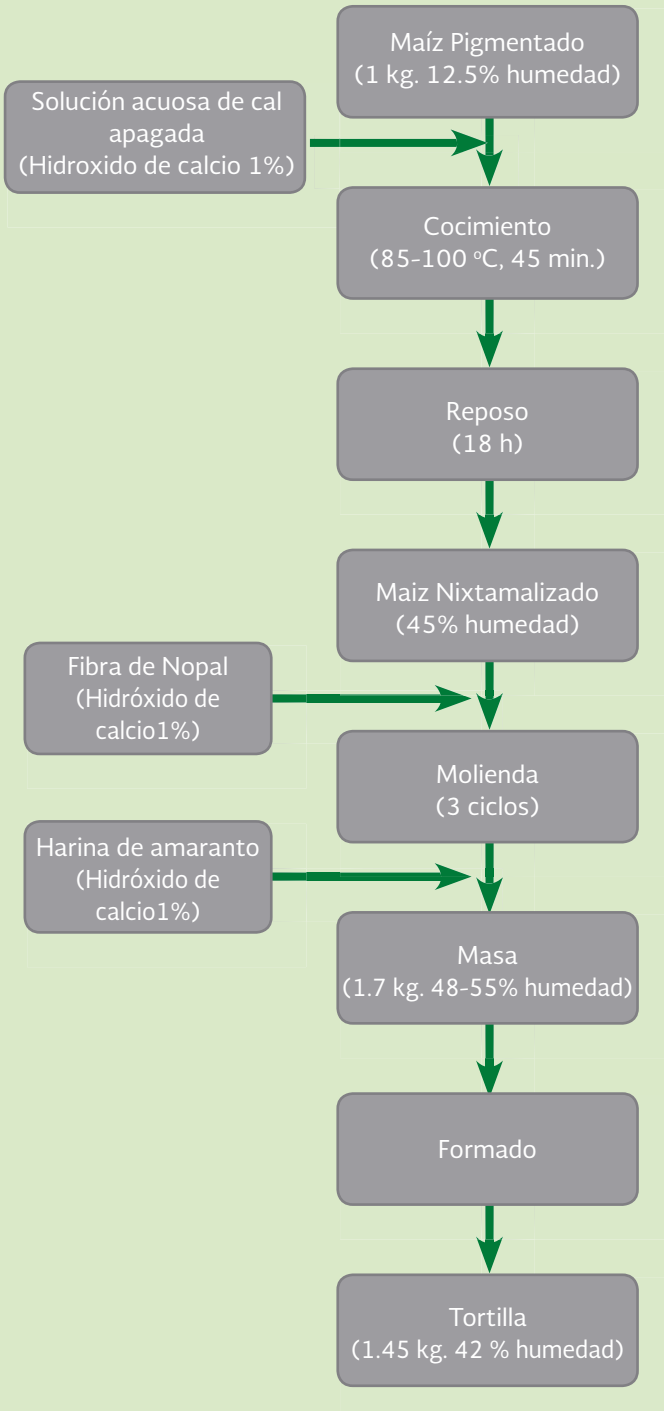 Maíz Pigmentado
(1 kg. 12.5% humedad)
Solución acuosa de cal
apagada
(Hidroxido de calcio 1%)
Cocimiento
(85-100 ºC, 45 min.)
Reposo
(18 h)
Maiz Nixtamalizado
(45% humedad)
Fibra de Nopal
(Hidróxido de
calcio1%)
Molienda
(3 ciclos)
Harina de amaranto
(Hidróxido de
calcio1%)
Masa
(1.7 kg. 48-55% humedad)
Formado
Tortilla
(1.45 kg. 42 % humedad)